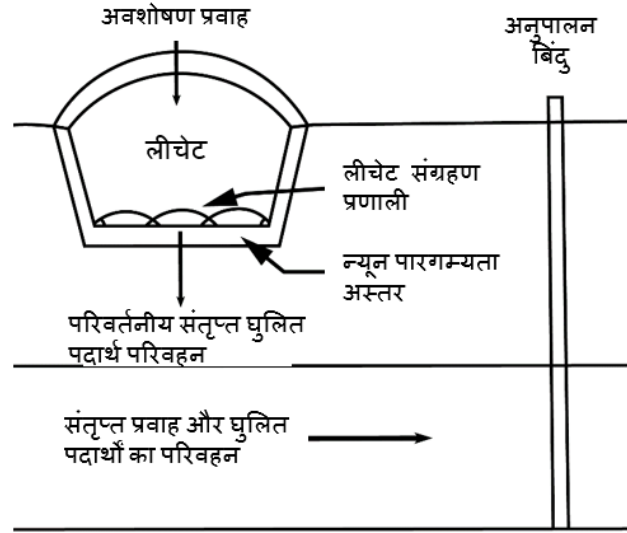 अवशोषण प्रवाह
अनुपालन
बिंदु
लीचेट
लीचेट संग्रहण
प्रणाली
न्यून पारगम्यता
अस्तर
परिवर्तनीय संतृप्त घुलित
पदार्थ परिवहन
संतृप्त प्रवाह और घुलित
पदार्थों का परिवहन